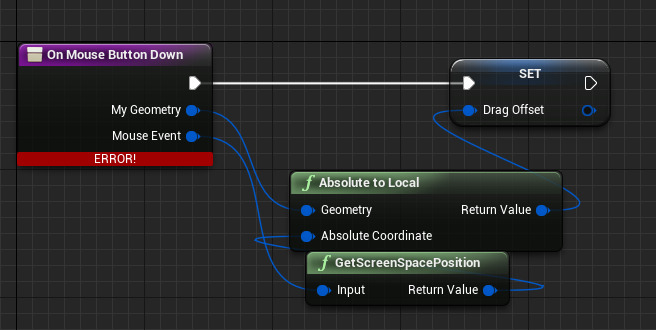 On Mouse Button Down
SET
My Geometry
Drag Offset
Mouse Event
ERROR!
Absolute to Local
Geometry
Return Value
Absolute Coordinate
GetScreenSpacePosition
Input
Return Value